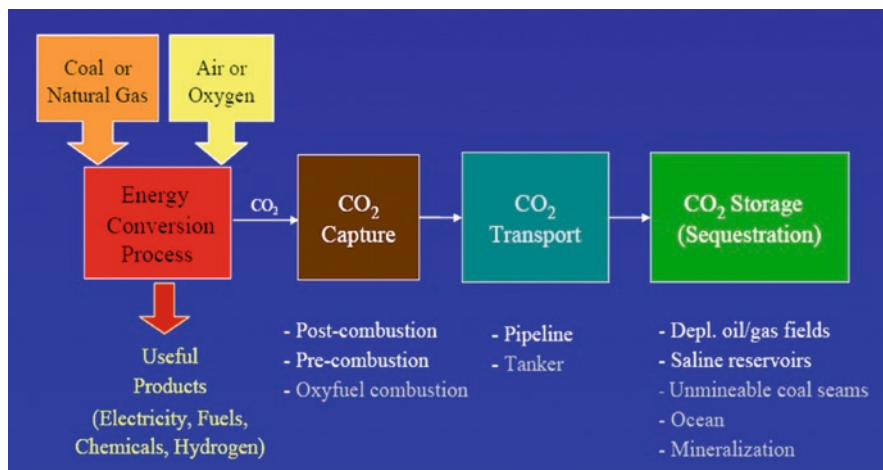 Coal or
Natural Gas
Air or
Oxygen
Energy
Conversion
Process
CO₂
CO₂
Capture
CO₂
Transport
CO₂ Storage
(Sequestration)
Useful
Products
(Electricity, Fuels,
Chemicals, Hydrogen)
- Post-combustion
- Pre-combustion
- Oxyfuel combustion
- Pipeline
- Tanker
- Depl. oil/gas fields
- Saline reservoirs
- Unmineable coal seams
- Ocean
- Mineralization